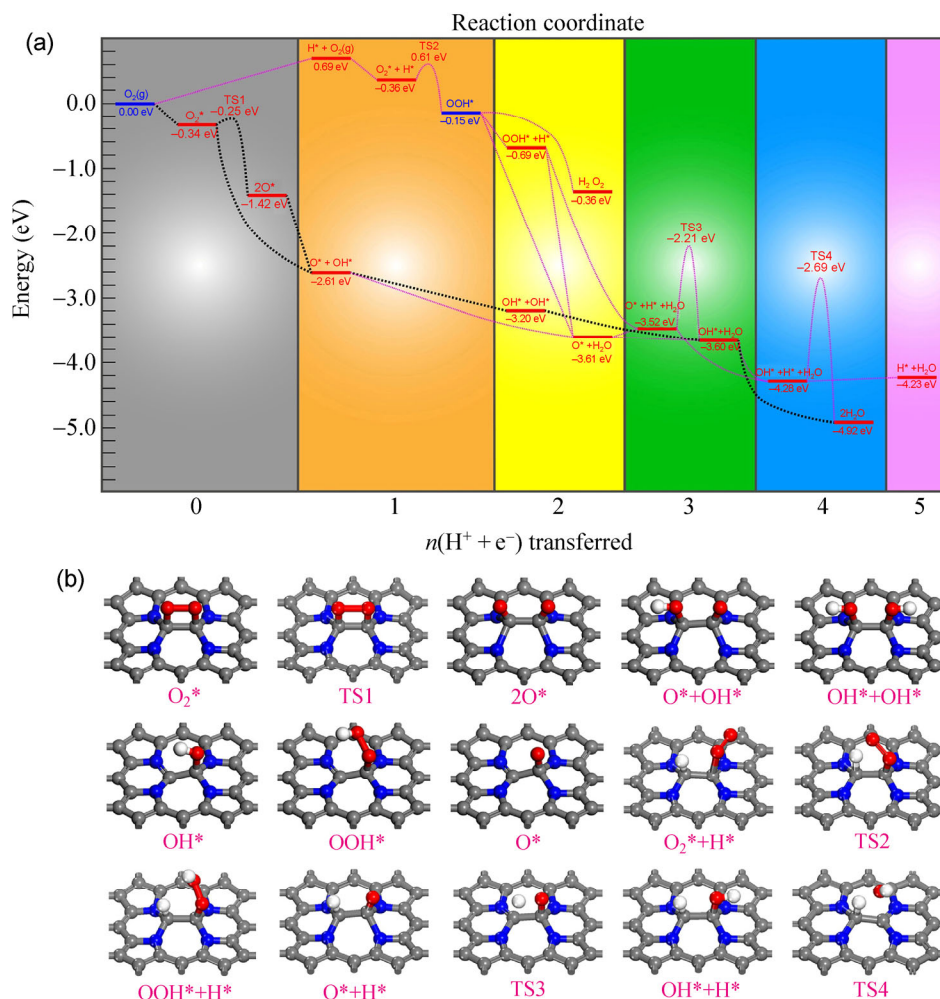 Reaction coordinate
(a)
Energy (eV)
0.0
−1.0
−2.0
−3.0
−4.0
−5.0
O₂(g)
0.00 eV
O₂*
−0.34 eV
TS1
−0.25 eV
2O*
−1.42 eV
H* + O₂(g)
0.69 eV
O₂* + H*
−0.36 eV
TS2
0.61 eV
OOH*
−0.15 eV
O* + OH*
−2.61 eV
OOH* +H*
−0.69 eV
H₂ O₂
−0.36 eV
OH* +OH*
−3.20 eV
O* +H₂O
−3.61 eV
TS3
−2.21 eV
O* +H* +H₂O
−3.52 eV
OH*+H₂O
−3.60 eV
TS4
−2.69 eV
OH* +H* +H₂O
−4.28 eV
2H₂O
−4.92 eV
H* +H₂O
−4.23 eV
0 1 2 3 4 5
n(H⁺ + e⁻) transferred
(b)
O₂* TS1 2O* O*+OH* OH*+OH*
OH* OOH* O* O₂*+H* TS2
OOH*+H* O*+H* TS3 OH*+H* TS4